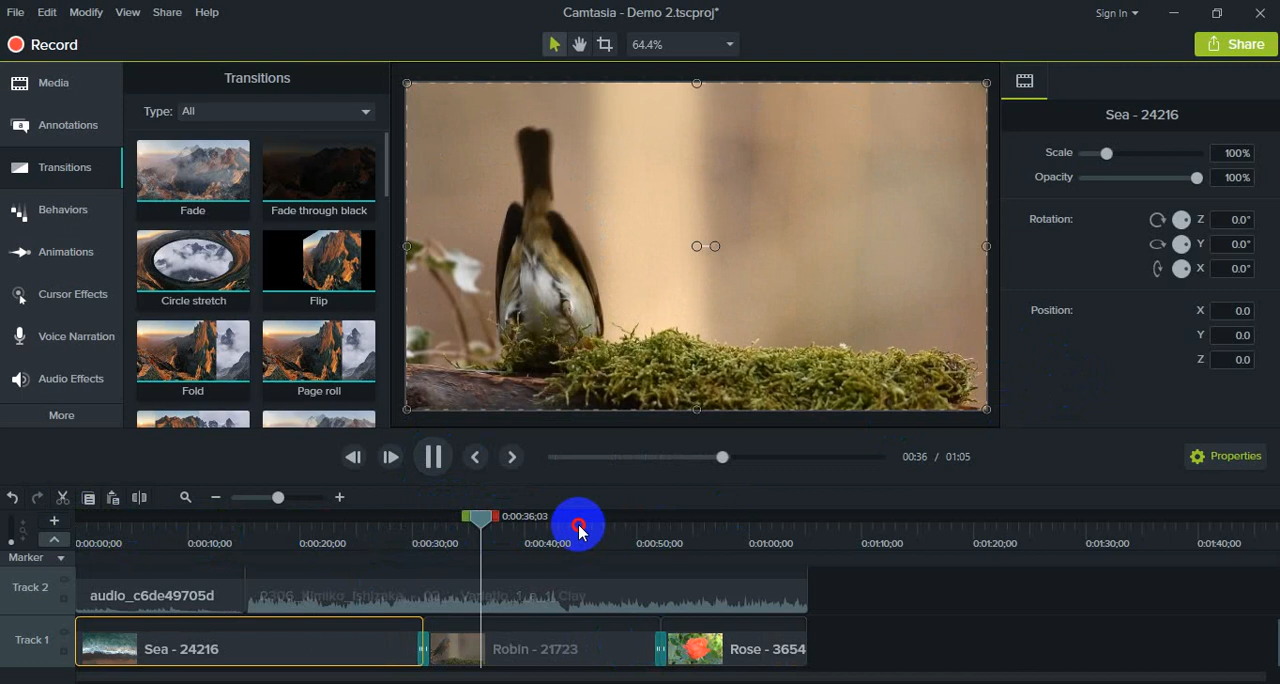 File Edit Modify View Share Help
Camtasia - Demo 2.tscproj*
Sign In
Record
64.4%
Share
Media
Annotations
Transitions
Behaviors
Animations
Cursor Effects
Voice Narration
Audio Effects
More
Transitions
Type: All
Fade
Fade through black
Circle stretch
Flip
Fold
Page roll
Sea - 24216
Scale 100%
Opacity 100%
Rotation: Z 0.0°
Y 0.0°
X 0.0°
Position: X 0.0
Y 0.0
Z 0.0
00:36 / 01:05
Properties
0:00:36;03
0:00:00;00 0:00:10;00 0:00:20;00 0:00:30;00 0:00:40;00 0:00:50;00 0:01:00;00 0:01:10;00 0:01:20;00 0:01:30;00 0:01:40;00
Marker
Track 2
audio_c6de49705d
Track 1
Sea - 24216
Robin - 21723
Rose - 3654